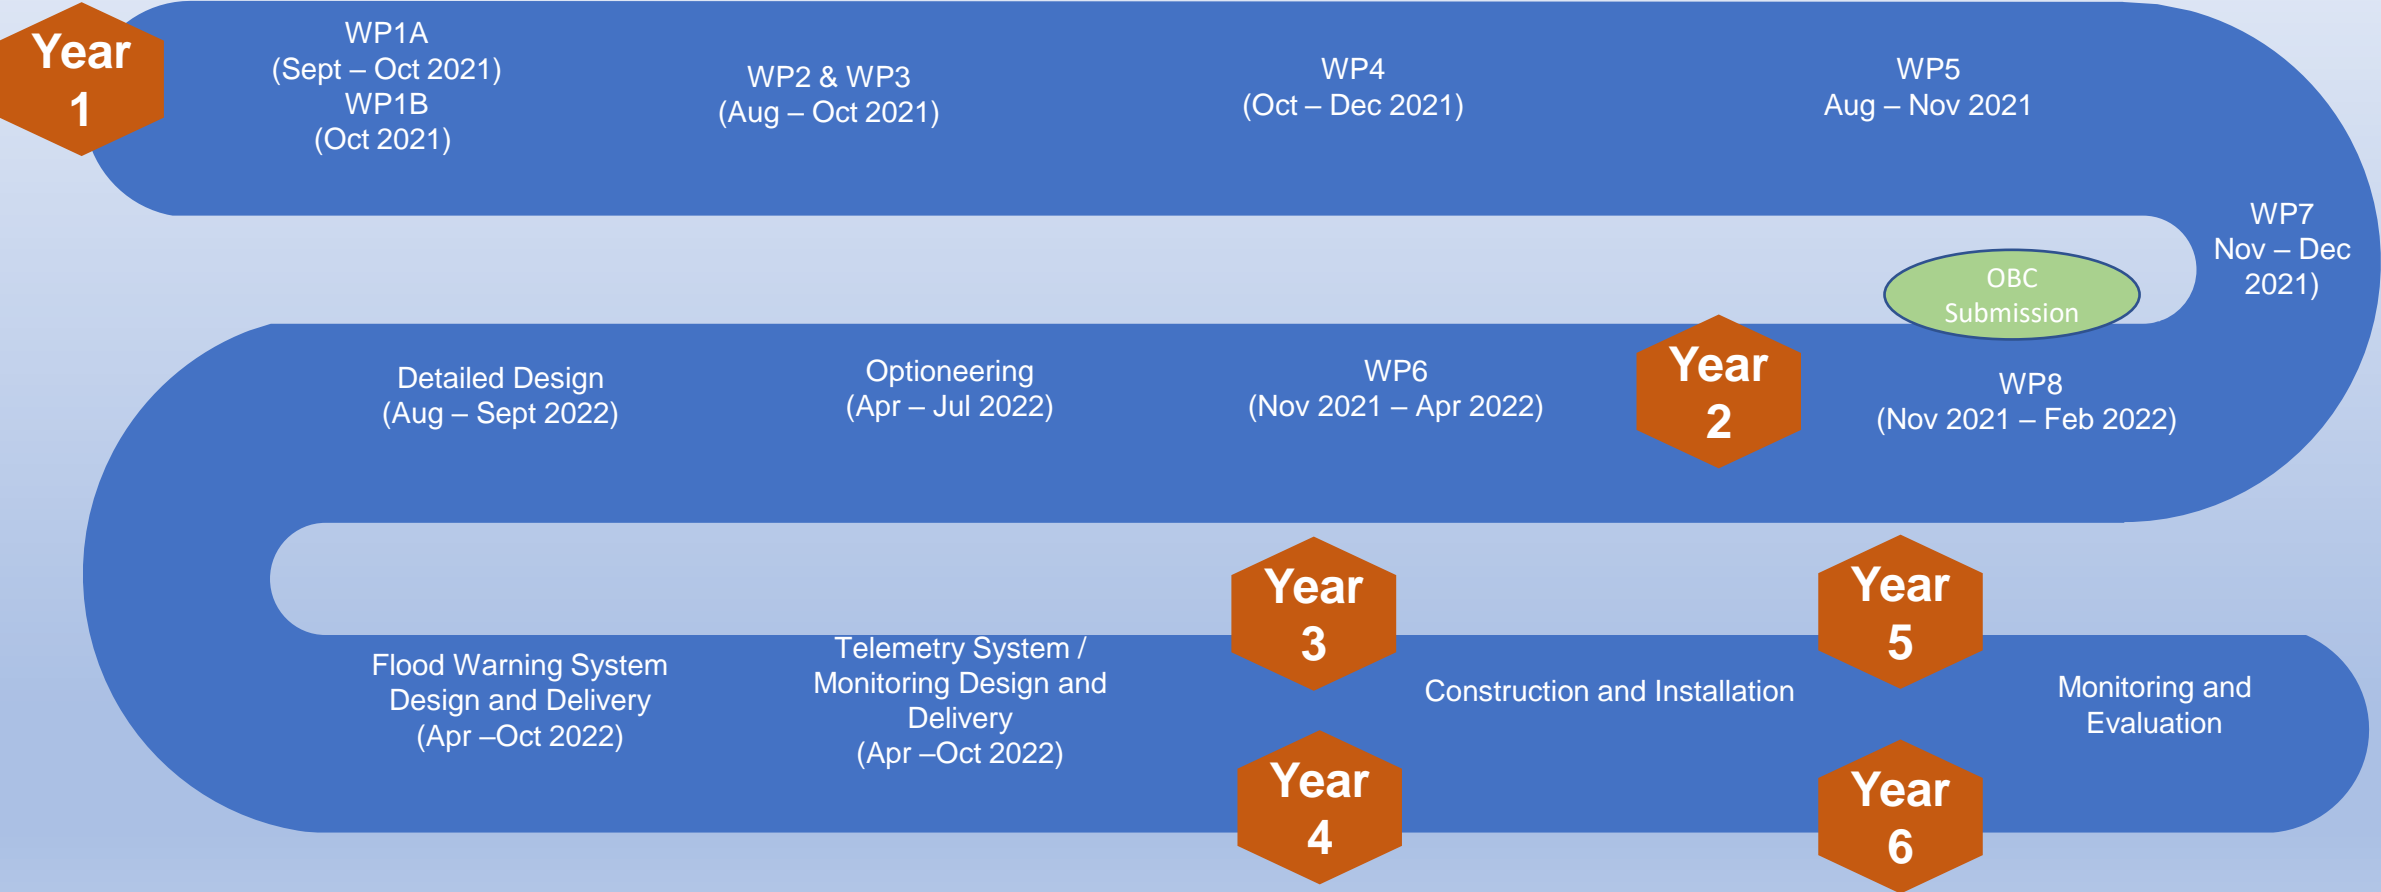 Year
1
WP1A
(Sept – Oct 2021)
WP1B
(Oct 2021)
WP2 & WP3
(Aug – Oct 2021)
WP4
(Oct – Dec 2021)
WP5
Aug – Nov 2021
WP7
Nov – Dec
2021)
OBC
Submission
WP8
(Nov 2021 – Feb 2022)
Year
2
WP6
(Nov 2021 – Apr 2022)
Optioneering
(Apr – Jul 2022)
Detailed Design
(Aug – Sept 2022)
Flood Warning System
Design and Delivery
(Apr –Oct 2022)
Telemetry System /
Monitoring Design and
Delivery
(Apr –Oct 2022)
Year
3
Year
4
Construction and Installation
Year
5
Year
6
Monitoring and
Evaluation